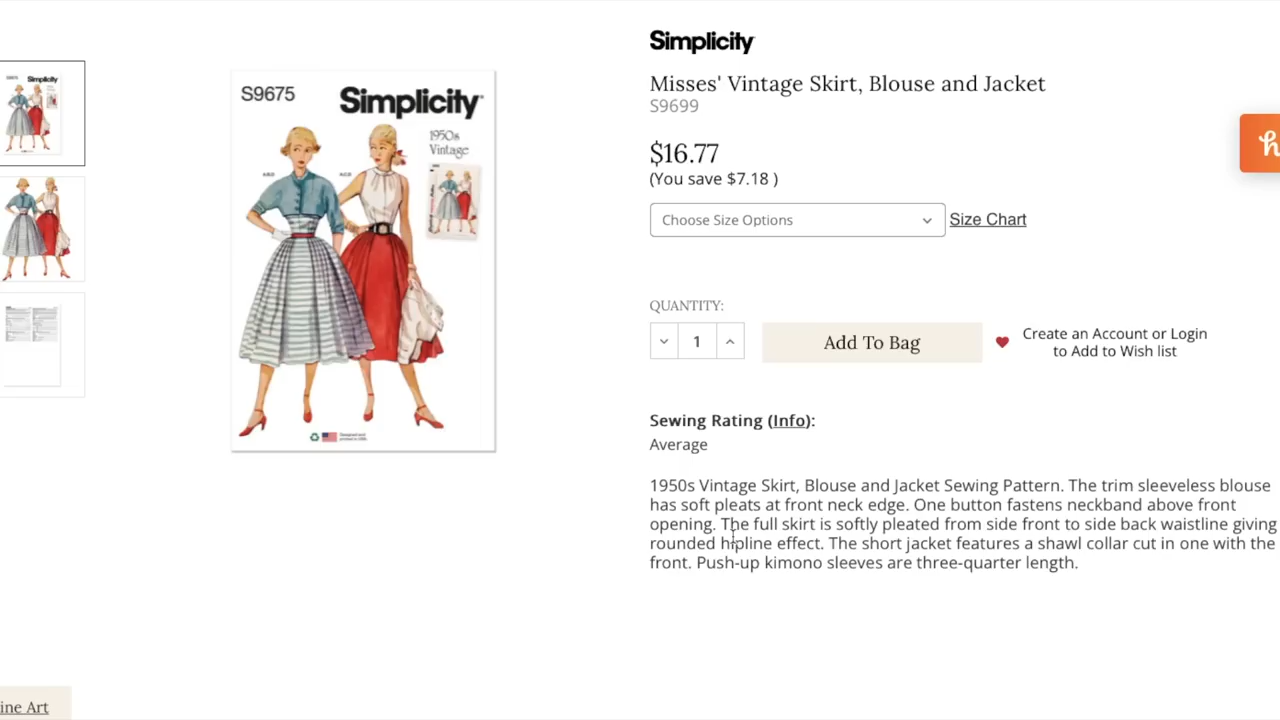 Simplicity
Misses' Vintage Skirt, Blouse and Jacket
S9699
$16.77
(You save $7.18 )
Choose Size Options
Size Chart
QUANTITY:
1
Add To Bag
Create an Account or Login
to Add to Wish list
Sewing Rating (Info):
Average
1950s Vintage Skirt, Blouse and Jacket Sewing Pattern. The trim sleeveless blouse
has soft pleats at front neck edge. One button fastens neckband above front
opening. The full skirt is softly pleated from side front to side back waistline giving
rounded hipline effect. The short jacket features a shawl collar cut in one with the
front. Push-up kimono sleeves are three-quarter length.
S9675
Simplicity
1950s
Vintage
Simplicity
ine Art